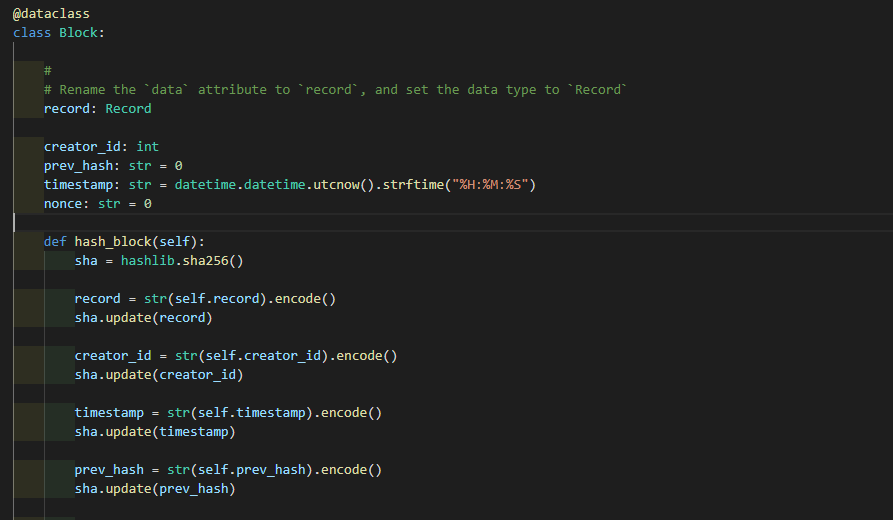 @dataclass
class Block:
#
# Rename the `data` attribute to `record`, and set the data type to `Record`
record: Record
creator_id: int
prev_hash: str = 0
timestamp: str = datetime.datetime.utcnow().strftime("%H:%M:%S")
nonce: str = 0
def hash_block(self):
sha = hashlib.sha256()
record = str(self.record).encode()
sha.update(record)
creator_id = str(self.creator_id).encode()
sha.update(creator_id)
timestamp = str(self.timestamp).encode()
sha.update(timestamp)
prev_hash = str(self.prev_hash).encode()
sha.update(prev_hash)